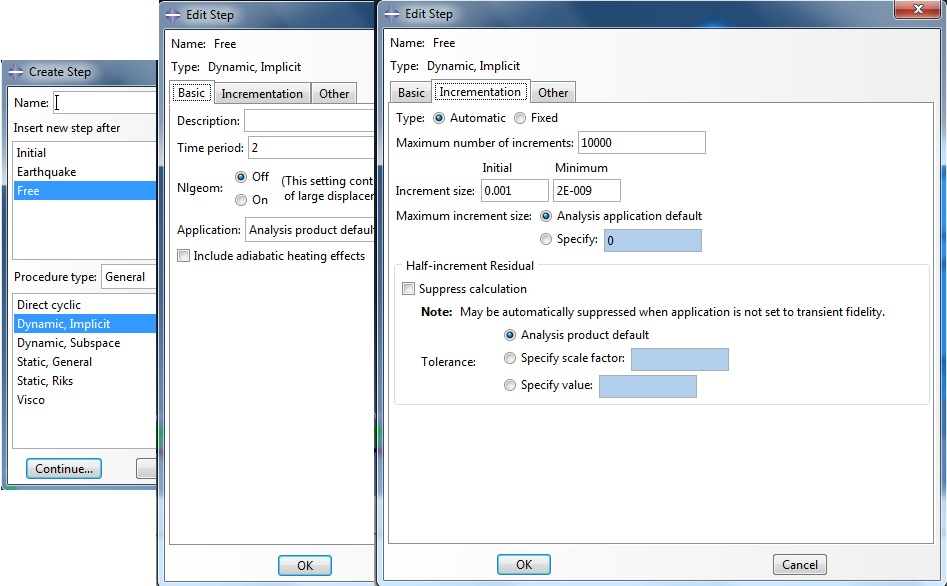 Create Step
Name:
Insert new step after
Initial
Earthquake
Free
Procedure type: General
Direct cyclic
Dynamic, Implicit
Dynamic, Subspace
Static, General
Static, Riks
Visco
Continue...
Edit Step
Name: Free
Type: Dynamic, Implicit
Basic Incrementation Other
Description:
Time period: 2
Nlgeom: Off (This setting cont
On of large displacer
Application: Analysis product defaul
Include adiabatic heating effects
OK
Edit Step
Name: Free
Type: Dynamic, Implicit
Basic Incrementation Other
Type: Automatic Fixed
Maximum number of increments: 10000
Initial Minimum
Increment size: 0.001 2E-009
Maximum increment size: Analysis application default
Specify: 0
Half-increment Residual
Suppress calculation
Note: May be automatically suppressed when application is not set to transient fidelity.
Analysis product default
Tolerance: Specify scale factor:
Specify value:
OK Cancel